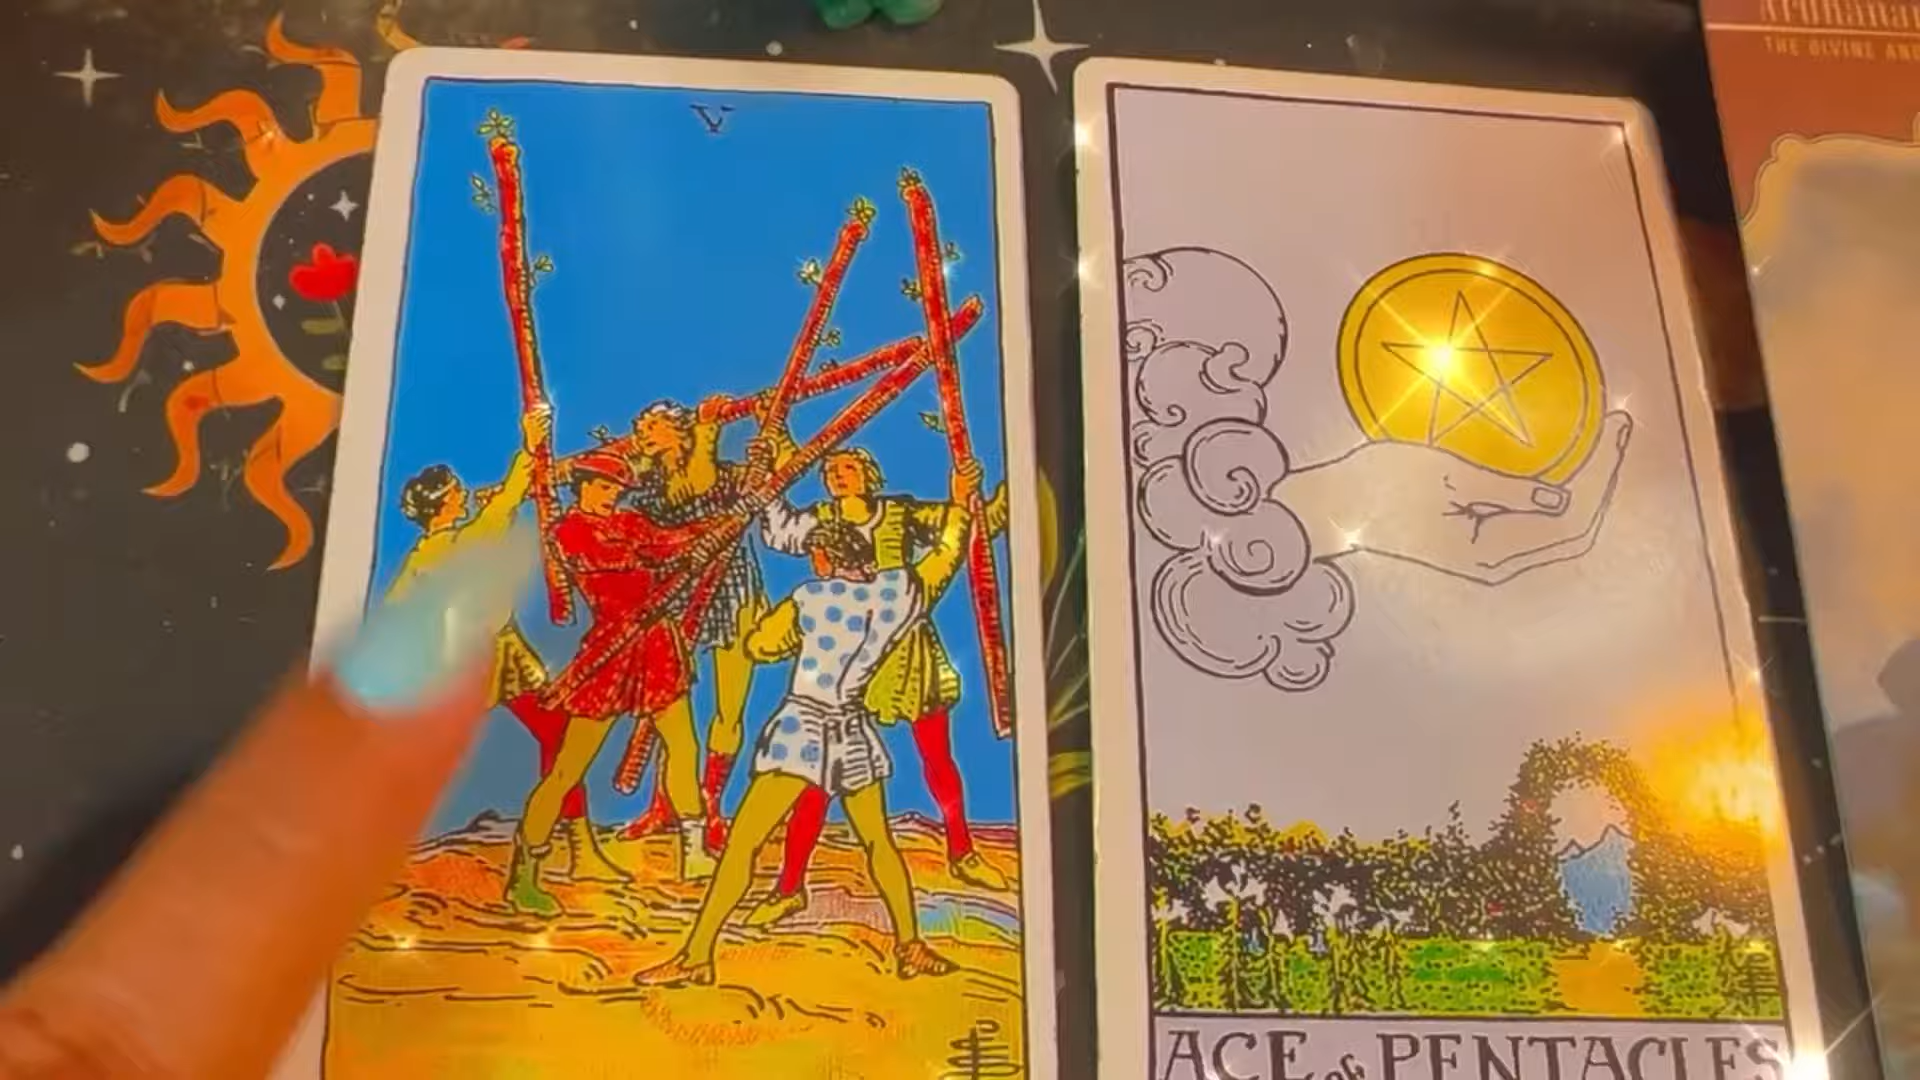 V
ACE OF PENTACLES
THE DIVINE AND